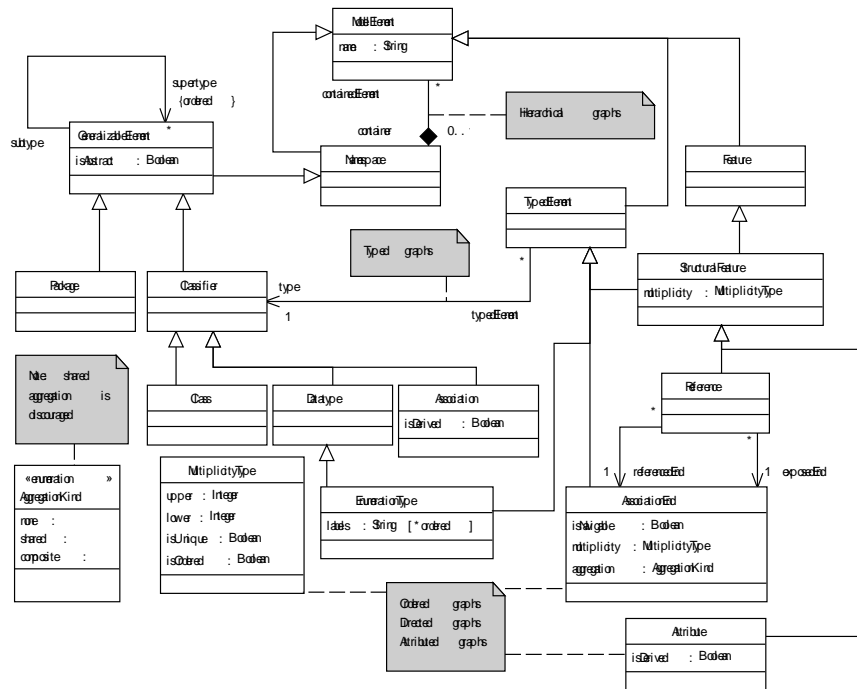 ModelElement
name : String
supertype
{ordered }
containedElement
*
Hierarchical graphs
GeneralizableElement
*
container
0..
subtype
isAbstract : Boolean
Namespace
Feature
TypedElement
Typed graphs
*
StructuralFeature
multiplicity : MultiplicityType
Package
Classifier
type
1
typedElement
Note: shared
aggregation is
discouraged
Class
Datatype
Association
isDerived : Boolean
Reference
*
*
«enumeration »
AggregationKind
none :
shared :
composite :
MultiplicityType
upper : Integer
lower : Integer
isUnique : Boolean
isOrdered : Boolean
EnumerationType
labels : String [*ordered ]
1 referencedEnd
1 exposedEnd
AssociationEnd
isNavigable : Boolean
multiplicity : MultiplicityType
aggregation : AggregationKind
Ordered graphs
Directed graphs
Attributed graphs
Attribute
isDerived : Boolean